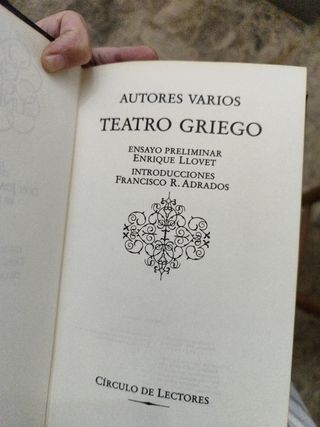 AUTORES VARIOS
TEATRO GRIEGO
ENSAYO PRELIMINAR
ENRIQUE LLOVET
INTRODUCCIONES
FRANCISCO R. ADRADOS
CÍRCULO DE LECTORES